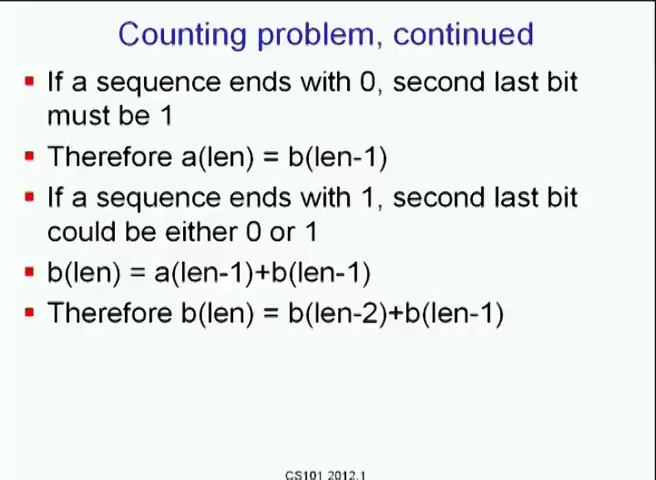 Counting problem, continued
If a sequence ends with 0, second last bit
must be 1
Therefore a(len) = b(len-1)
If a sequence ends with 1, second last bit
could be either 0 or 1
b(len) = a(len-1)+b(len-1)
Therefore b(len) = b(len-2)+b(len-1)
CS101 2012.1